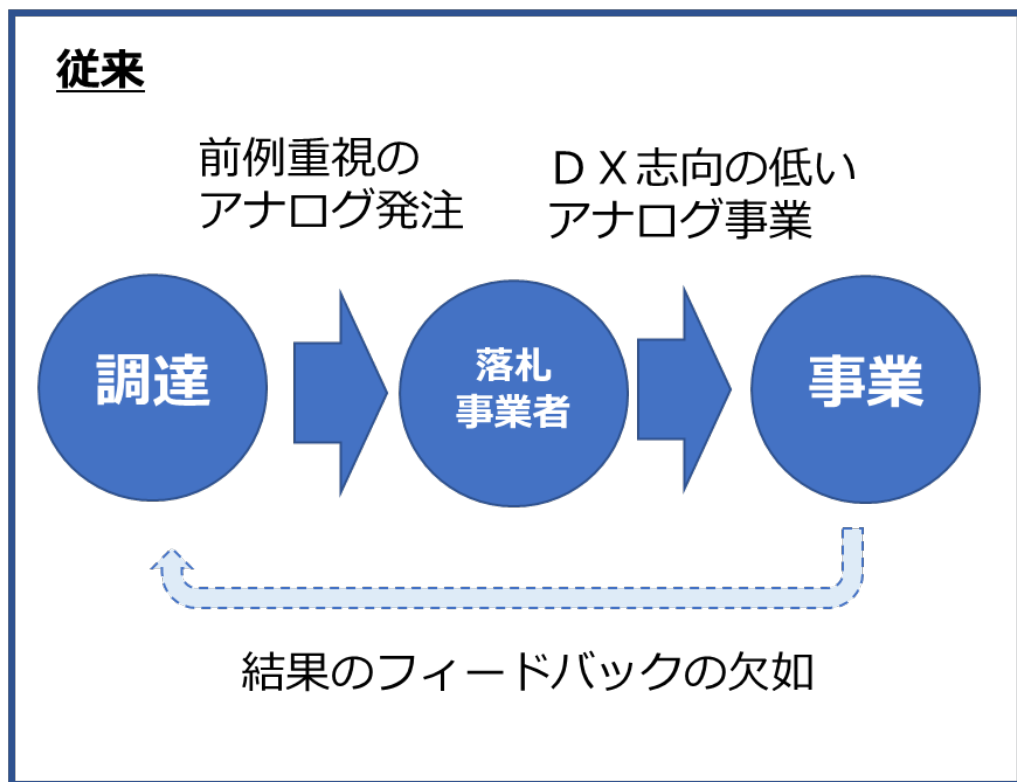 従来
前例重視の
アナログ発注
ＤＸ志向の低い
アナログ事業
調達
落札
事業者
事業
結果のフィードバックの欠如